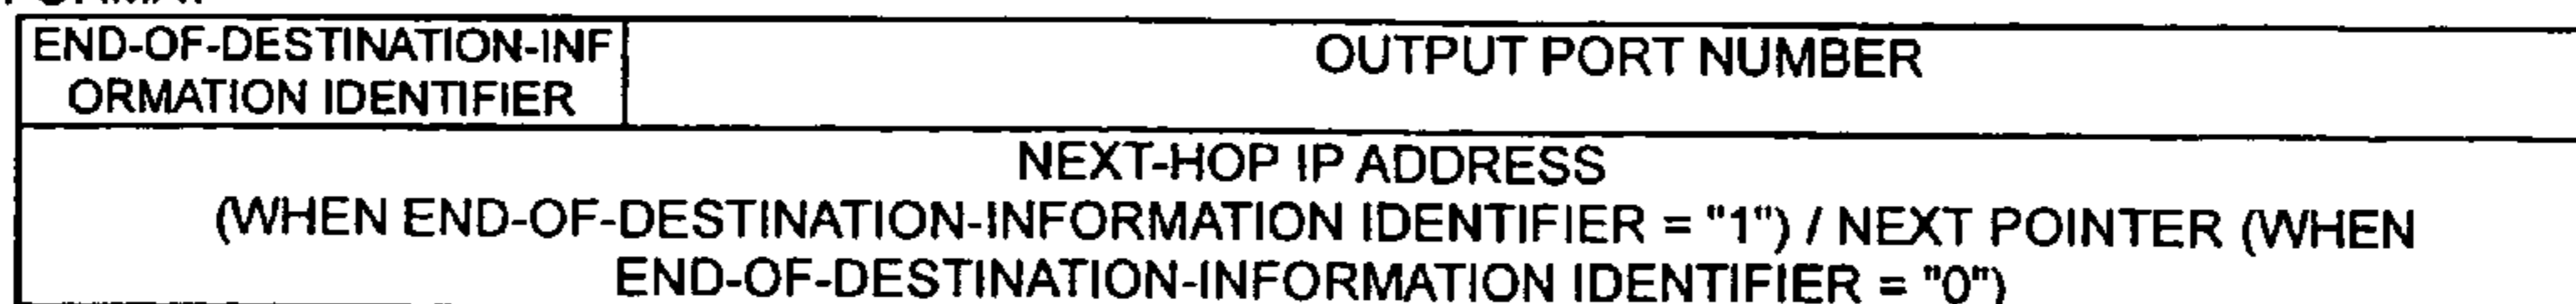 END-OF-DESTINATION-INF
ORMATION IDENTIFIER
OUTPUT PORT NUMBER
NEXT-HOP IP ADDRESS
(WHEN END-OF-DESTINATION-INFORMATION IDENTIFIER = "1") / NEXT POINTER (WHEN
END-OF-DESTINATION-INFORMATION IDENTIFIER = "0")